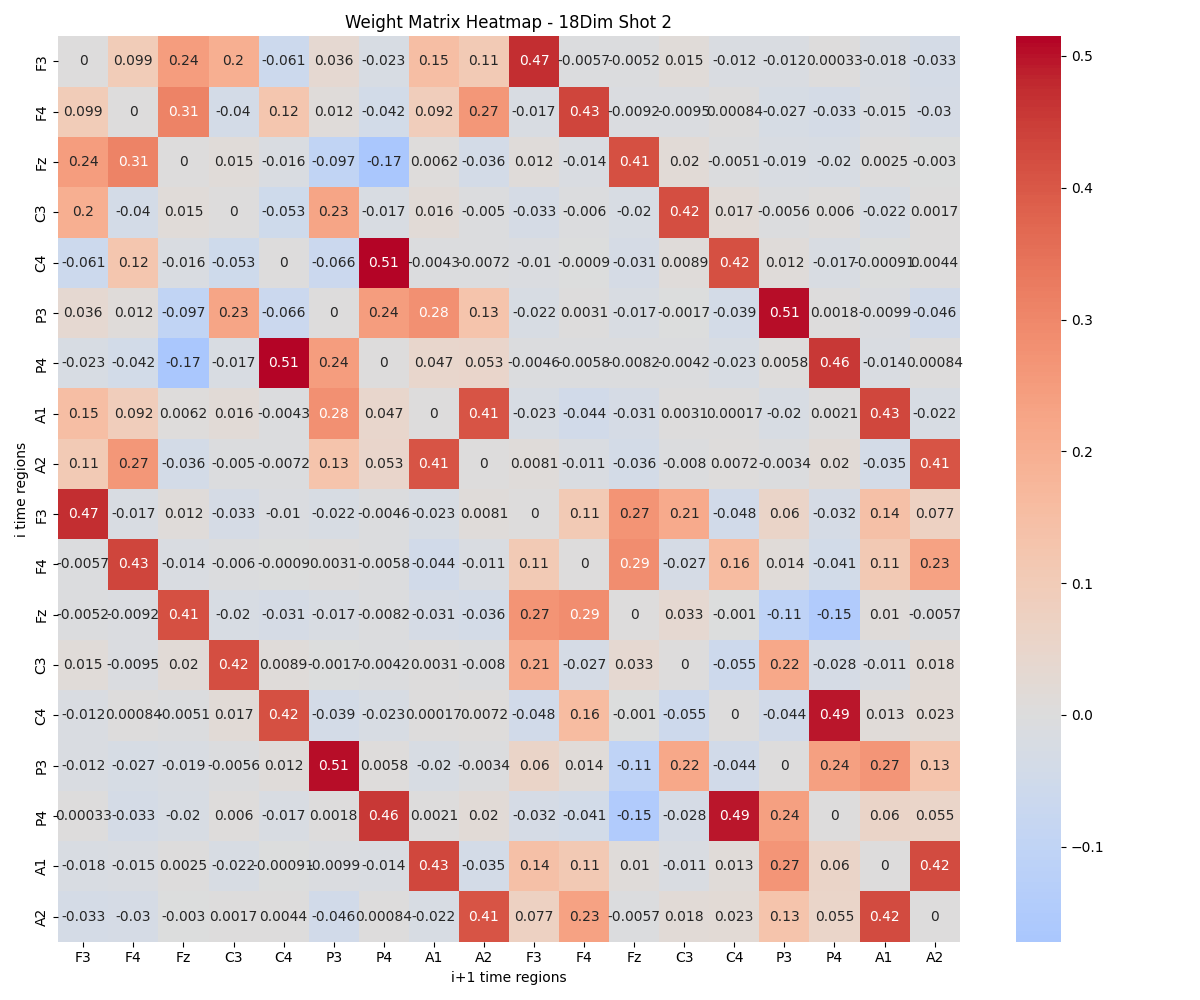 Weight Matrix Heatmap - 18Dim Shot 2
F3 0 0.099 0.24 0.2 -0.061 0.036 -0.023 0.15 0.11 0.47 -0.0057 -0.0052 0.015 -0.012 -0.012 0.00033 -0.018 -0.033
F4 0.099 0 0.31 -0.04 0.12 0.012 -0.042 0.092 0.27 -0.017 0.43 -0.0092 -0.0095 0.00084 -0.027 -0.033 -0.015 -0.03
Fz 0.24 0.31 0 0.015 -0.016 -0.097 -0.17 0.0062 -0.036 0.012 -0.014 0.41 0.02 -0.0051 -0.019 -0.02 0.0025 -0.003
C3 0.2 -0.04 0.015 0 -0.053 0.23 -0.017 0.016 -0.005 -0.033 -0.006 -0.02 0.42 0.017 -0.0056 0.006 -0.022 0.0017
C4 -0.061 0.12 -0.016 -0.053 0 -0.066 0.51 -0.0043 -0.0072 -0.01 -0.0009 -0.031 0.0089 0.42 0.012 -0.017 -0.00091 0.0044
P3 0.036 0.012 -0.097 0.23 -0.066 0 0.24 0.28 0.13 -0.022 0.0031 -0.017 -0.0017 -0.039 0.51 0.0018 -0.0099 -0.046
P4 -0.023 -0.042 -0.17 -0.017 0.51 0.24 0 0.047 0.053 -0.0046 -0.0058 -0.0082 -0.0042 -0.023 0.0058 0.46 -0.014 0.00084
A1 0.15 0.092 0.0062 0.016 -0.0043 0.28 0.047 0 0.41 -0.023 -0.044 -0.031 0.0031 0.00017 -0.02 0.0021 0.43 -0.022
A2 0.11 0.27 -0.036 -0.005 -0.0072 0.13 0.053 0.41 0 0.0081 -0.011 -0.036 -0.008 0.0072 -0.0034 0.02 -0.035 0.41
F3 0.47 -0.017 0.012 -0.033 -0.01 -0.022 -0.0046 -0.023 0.0081 0 0.11 0.27 0.21 -0.048 0.06 -0.032 0.14 0.077
F4 -0.0057 0.43 -0.014 -0.006 -0.0009 0.0031 -0.0058 -0.044 -0.011 0.11 0 0.29 -0.027 0.16 0.014 -0.041 0.11 0.23
Fz -0.0052 -0.0092 0.41 -0.02 -0.031 -0.017 -0.0082 -0.031 -0.036 0.27 0.29 0 0.033 -0.001 -0.11 -0.15 0.01 -0.0057
C3 0.015 -0.0095 0.02 0.42 0.0089 -0.0017 -0.0042 0.0031 -0.008 0.21 -0.027 0.033 0 -0.055 0.22 -0.028 -0.011 0.018
C4 -0.012 0.00084 -0.0051 0.017 0.42 -0.039 -0.023 0.00017 0.0072 -0.048 0.16 -0.001 -0.055 0 -0.044 0.49 0.013 0.023
P3 -0.012 -0.027 -0.019 -0.0056 0.012 0.51 0.0058 -0.02 -0.0034 0.06 0.014 -0.11 0.22 -0.044 0 0.24 0.27 0.13
P4 0.00033 -0.033 -0.02 0.006 -0.017 0.0018 0.46 0.0021 0.02 -0.032 -0.041 -0.15 -0.028 0.49 0.24 0 0.06 0.055
A1 -0.018 -0.015 0.0025 -0.022 -0.00091 -0.0099 -0.014 0.43 -0.035 0.14 0.11 0.01 -0.011 0.013 0.27 0.06 0 0.42
A2 -0.033 -0.03 -0.003 0.0017 0.0044 -0.046 0.00084 -0.022 0.41 0.077 0.23 -0.0057 0.018 0.023 0.13 0.055 0.42 0
F3 F4 Fz C3 C4 P3 P4 A1 A2 F3 F4 Fz C3 C4 P3 P4 A1 A2
i+1 time regions
i time regions
0.5
0.4
0.3
0.2
0.1
0.0
−0.1